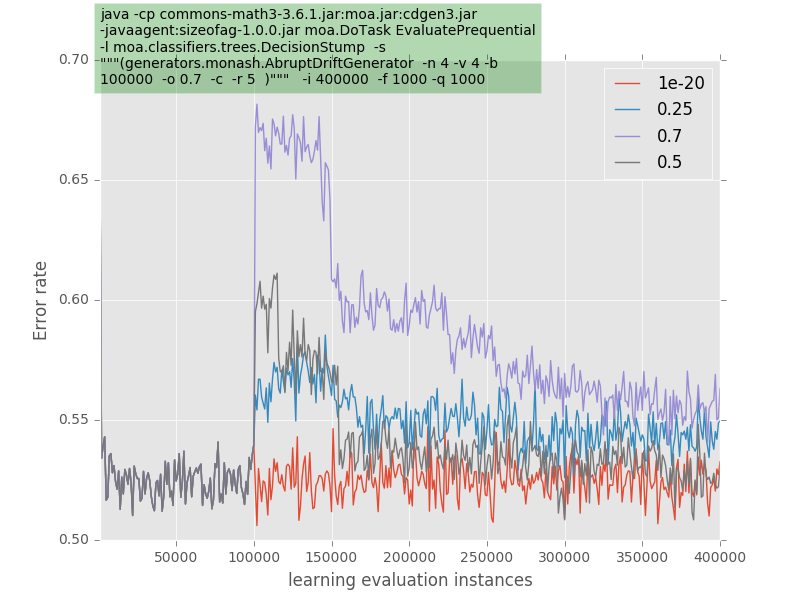 java -cp commons-math3-3.6.1.jar:moa.jar:cdgen3.jar
-javaagent:sizeofag-1.0.0.jar moa.DoTask EvaluatePrequential
-l moa.classifiers.trees.DecisionStump  -s
"""(generators.monash.AbruptDriftGenerator  -n 4 -v 4 -b
100000  -o 0.7  -c  -r 5  )"""   -i 400000  -f 1000 -q 1000
0.70
0.65
0.60
0.55
0.50
Error rate
1e-20
0.25
0.7
0.5
50000 100000 150000 200000 250000 300000 350000 400000
learning evaluation instances